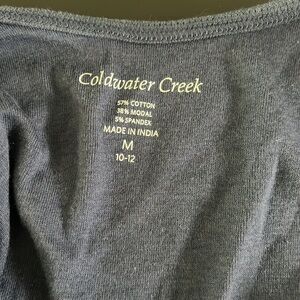 Coldwater Creek
57% COTTON
38% MODAL
5% SPANDEX
MADE IN INDIA
M
10-12